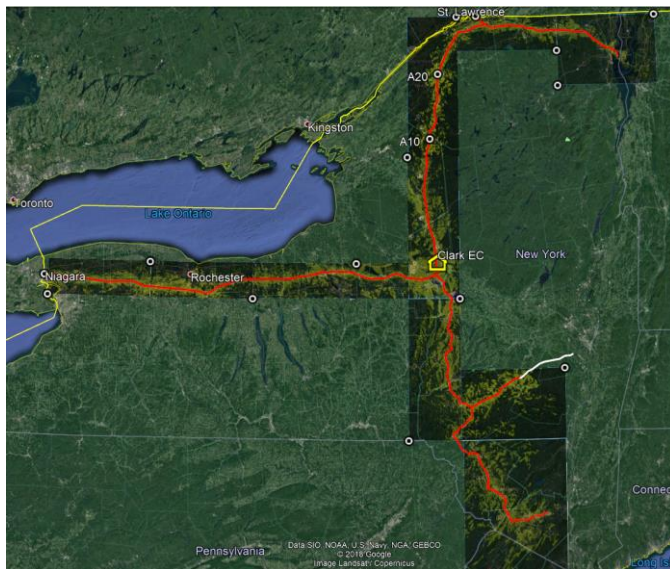 St. Lawrence
A20
Kingston
A10
Toronto
Lake Ontario
Clark EC
New York
Niagara
Rochester
Connec
Data SIO, NOAA, U.S. Navy, NGA, GEBCO
Pennsylvania
© 2018 Google
Image Landsat / Copernicus
Long